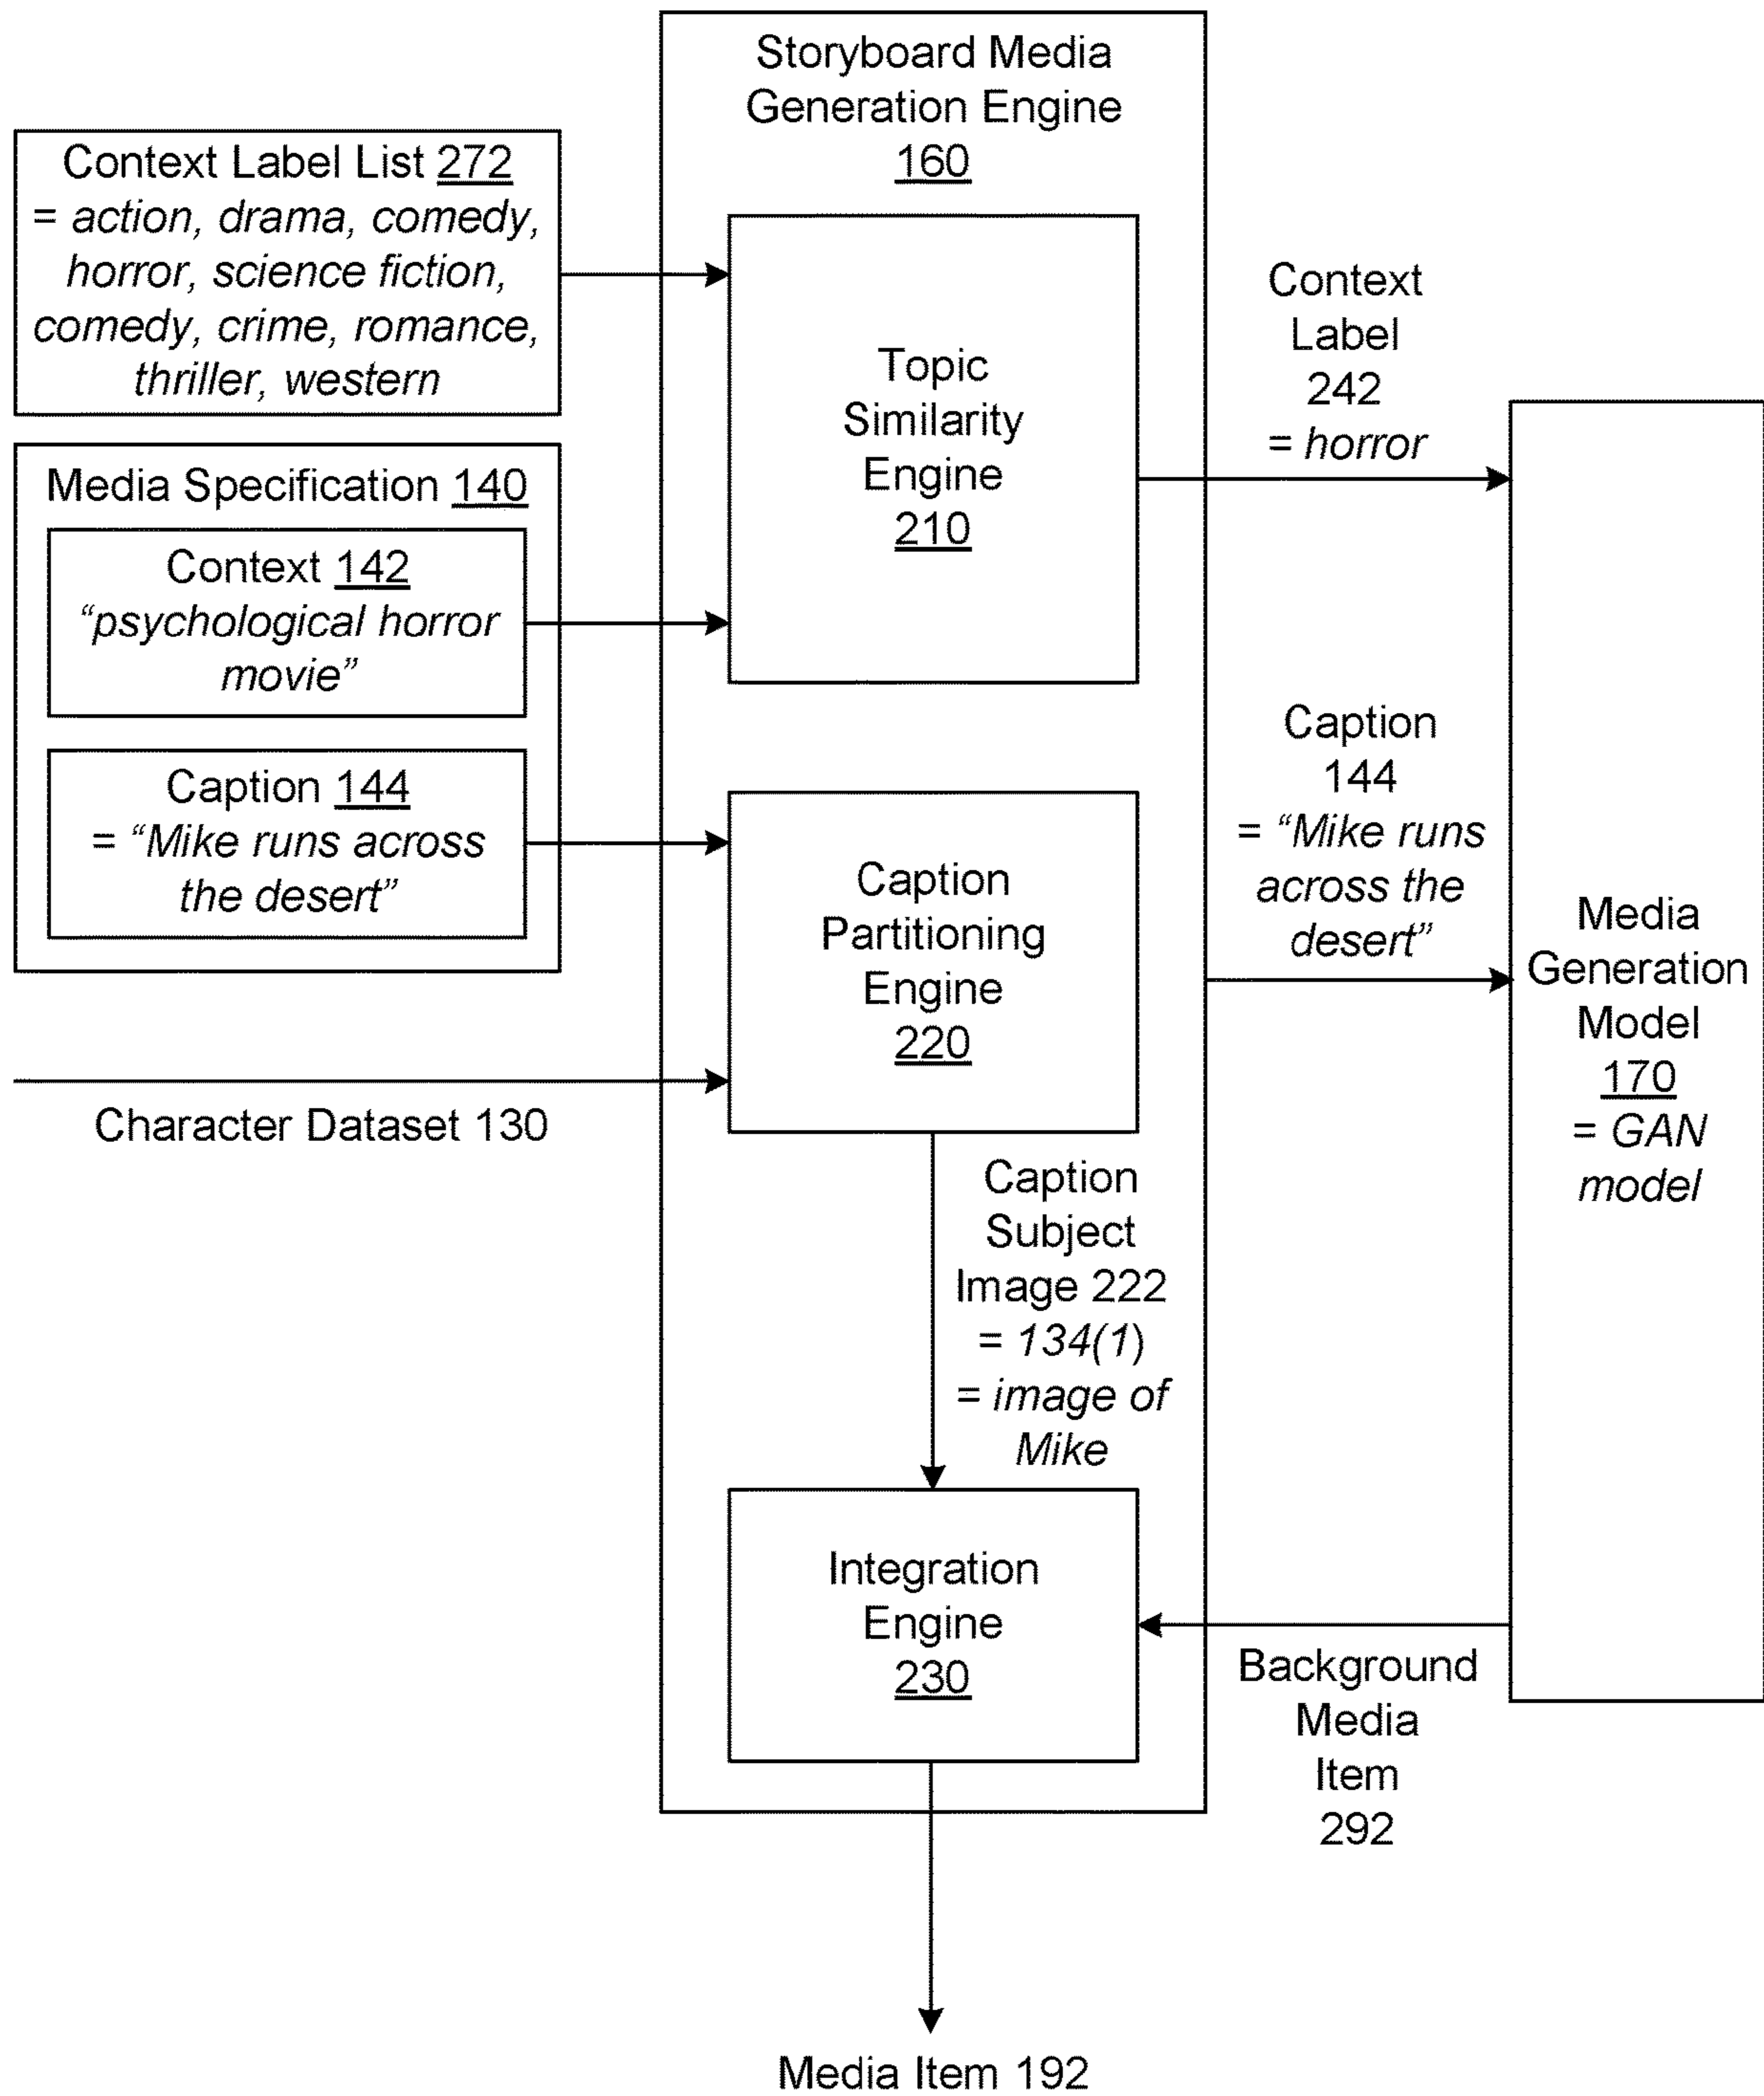 Storyboard Media
Generation Engine
160
Context Label List 272
= action, drama, comedy,
horror, science fiction,
comedy, crime, romance,
thriller, western
Media Specification 140
Context 142
“psychological horror
movie”
Caption 144
= “Mike runs across
the desert”
Character Dataset 130
Topic
Similarity
Engine
210
Caption
Partitioning
Engine
220
Caption
Subject
Image 222
= 134(1)
= image of
Mike
Integration
Engine
230
Context
Label
242
= horror
Caption
144
= “Mike runs
across the
desert”
Media
Generation
Model
170
= GAN
model
Background
Media
Item
292
Media Item 192